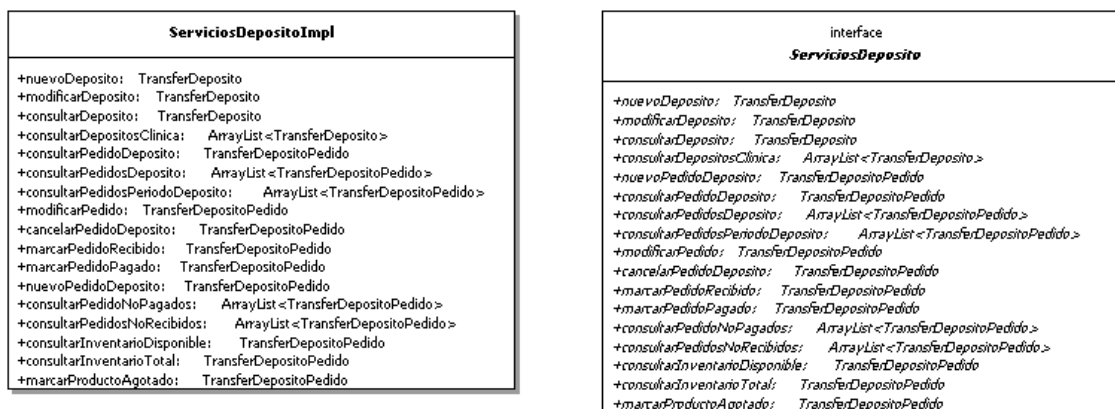 ServiciosDepositoImpl
+nuevoDeposito: TransferDeposito
+modificarDeposito: TransferDeposito
+consultarDeposito: TransferDeposito
+consultarDepositosClinica: ArrayList<TransferDeposito>
+consultarPedidoDeposito: TransferDepositoPedido
+consultarPedidosDeposito: ArrayList<TransferDepositoPedido>
+consultarPedidosPeriodoDeposito: ArrayList<TransferDepositoPedido>
+modificarPedido: TransferDepositoPedido
+cancelarPedidoDeposito: TransferDepositoPedido
+marcarPedidoRecibido: TransferDepositoPedido
+marcarPedidoPagado: TransferDepositoPedido
+nuevoPedidoDeposito: TransferDepositoPedido
+consultarPedidoNoPagados: ArrayList<TransferDepositoPedido>
+consultarPedidosNoRecibidos: ArrayList<TransferDepositoPedido>
+consultarInventarioDisponible: TransferDepositoPedido
+consultarInventarioTotal: TransferDepositoPedido
+marcarProductoAgotado: TransferDepositoPedido
interface
ServiciosDeposito
+nuevoDeposito: TransferDeposito
+modificarDeposito: TransferDeposito
+consultarDeposito: TransferDeposito
+consultarDepositosClinica: ArrayList<TransferDeposito>
+nuevoPedidoDeposito: TransferDepositoPedido
+consultarPedidoDeposito: TransferDepositoPedido
+consultarPedidosDeposito: ArrayList<TransferDepositoPedido>
+consultarPedidosPeriodoDeposito: ArrayList<TransferDepositoPedido>
+modificarPedido: TransferDepositoPedido
+cancelarPedidoDeposito: TransferDepositoPedido
+marcarPedidoRecibido: TransferDepositoPedido
+marcarPedidoPagado: TransferDepositoPedido
+consultarPedidoNoPagados: ArrayList<TransferDepositoPedido>
+consultarPedidosNoRecibidos: ArrayList<TransferDepositoPedido>
+consultarInventarioDisponible: TransferDepositoPedido
+consultarInventarioTotal: TransferDepositoPedido
+marcarProductoAgotado: TransferDepositoPedido